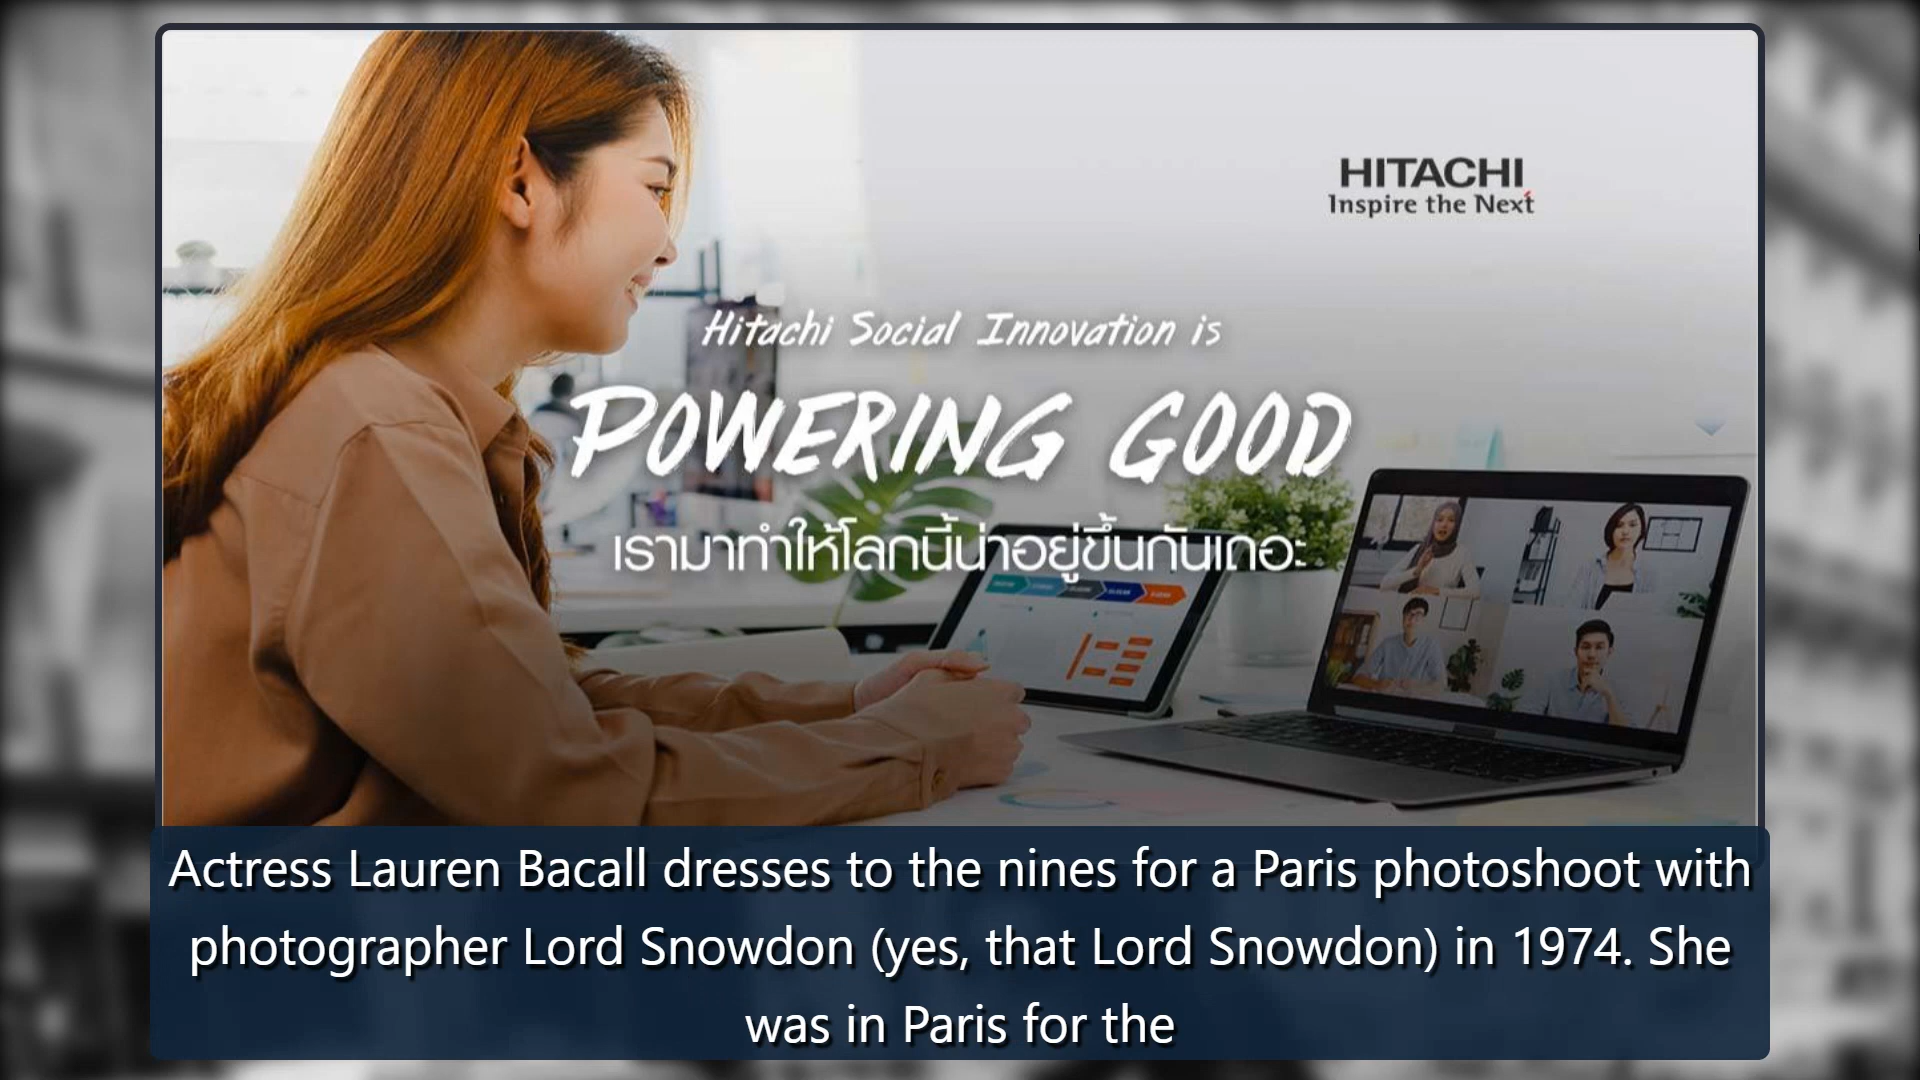 HITACHI
Inspire the Next
Hitachi Social Innovation is
POWERING GOOD
เรามาทำให้โลกนี้น่าอยู่ขึ้นกันเถอะ
Actress Lauren Bacall dresses to the nines for a Paris photoshoot with
photographer Lord Snowdon (yes, that Lord Snowdon) in 1974. She
was in Paris for the